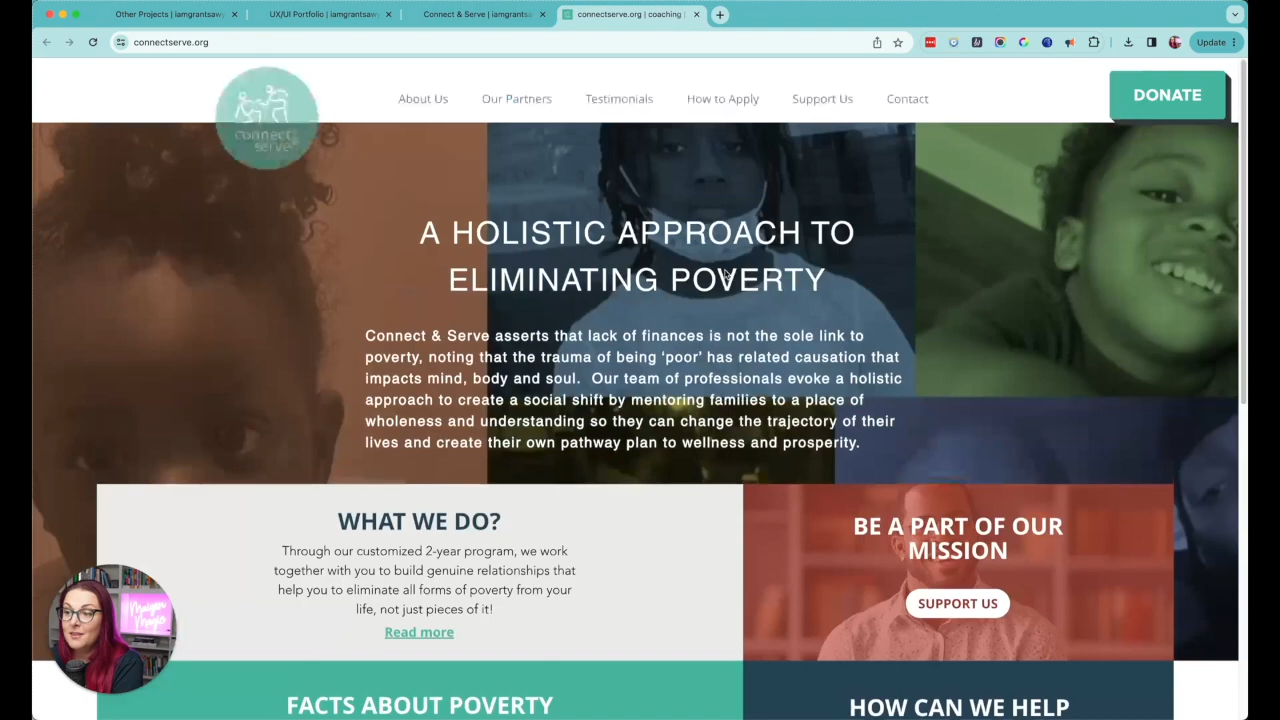 Other Projects | iamgrantsaw
UX/UI Portfolio | iamgrantsaw
Connect & Serve | iamgrantsa
connectserve.org | coaching |
connectserve.org
Update
connect
serve
About Us
Our Partners
Testimonials
How to Apply
Support Us
Contact
DONATE
A HOLISTIC APPROACH TO
ELIMINATING POVERTY
Connect & Serve asserts that lack of finances is not the sole link to
poverty, noting that the trauma of being ‘poor’ has related causation that
impacts mind, body and soul. Our team of professionals evoke a holistic
approach to create a social shift by mentoring families to a place of
wholeness and understanding so they can change the trajectory of their
lives and create their own pathway plan to wellness and prosperity.
WHAT WE DO?
Through our customized 2-year program, we work
together with you to build genuine relationships that
help you to eliminate all forms of poverty from your
life, not just pieces of it!
Read more
BE A PART OF OUR
MISSION
SUPPORT US
FACTS ABOUT POVERTY
HOW CAN WE HELP